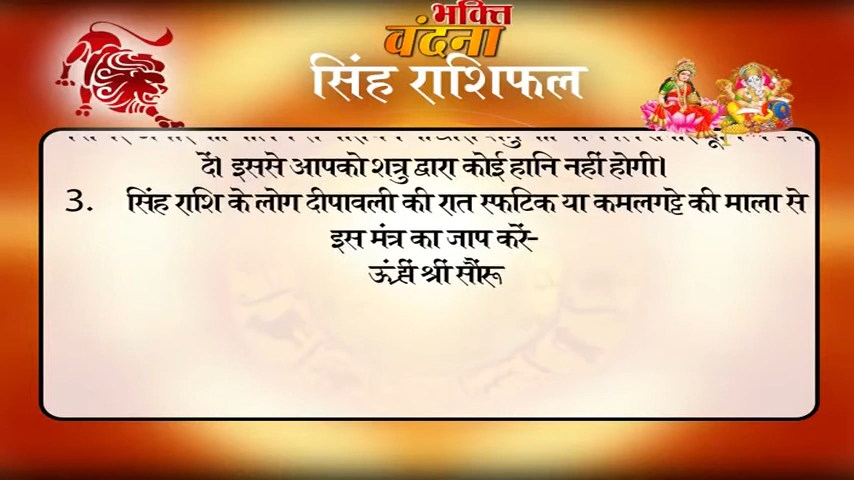 भक्ति
वंदना
सिंह राशिफल
दें। इससे आपको शत्रु द्वारा कोई हानि नहीं होगी।
3. सिंह राशि के लोग दीपावली की रात स्फटिक या कमलगट्टे की माला से
इस मंत्र का जाप करें-
ऊं ह्रीं श्रीं सौंरू